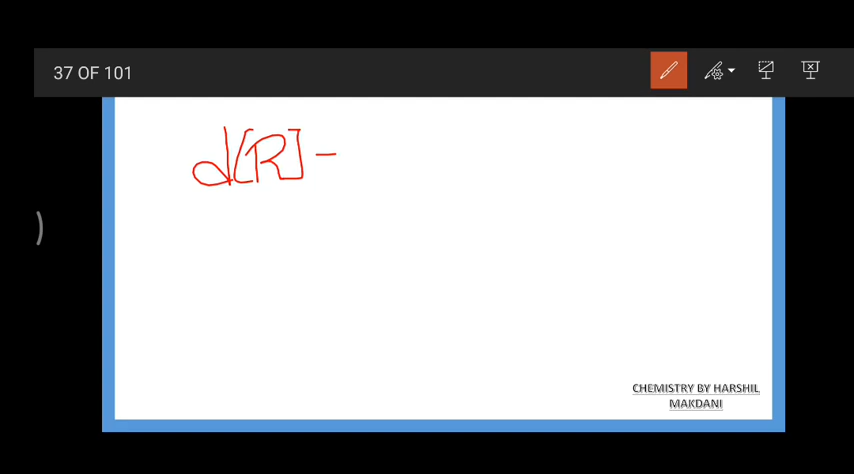 37 OF 101
d[R] -
CHEMISTRY BY HARSHIL
MAKDANI